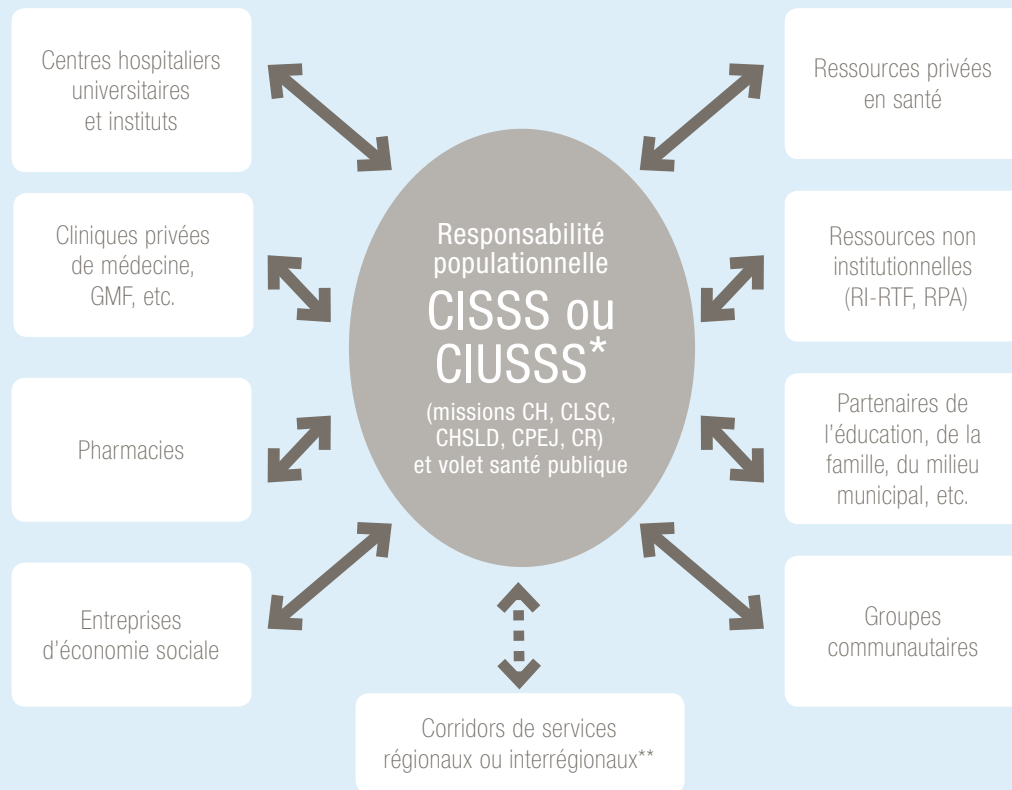 Centres hospitaliers
universitaires
et instituts
Cliniques privées
de médecine,
GMF, etc.
Pharmacies
Entreprises
d'économie sociale
Responsabilité
populationnelle
CISSS ou
CIUSSS*
(missions CH, CLSC,
CHSLD, CPEJ, CR)
et volet santé publique
Corridors de services
régionaux ou interrégionaux**
Ressources privées
en santé
Ressources non
institutionnelles
(RI-RTF, RPA)
Partenaires de
l'éducation, de la
famille, du milieu
municipal, etc.
Groupes
communautaires